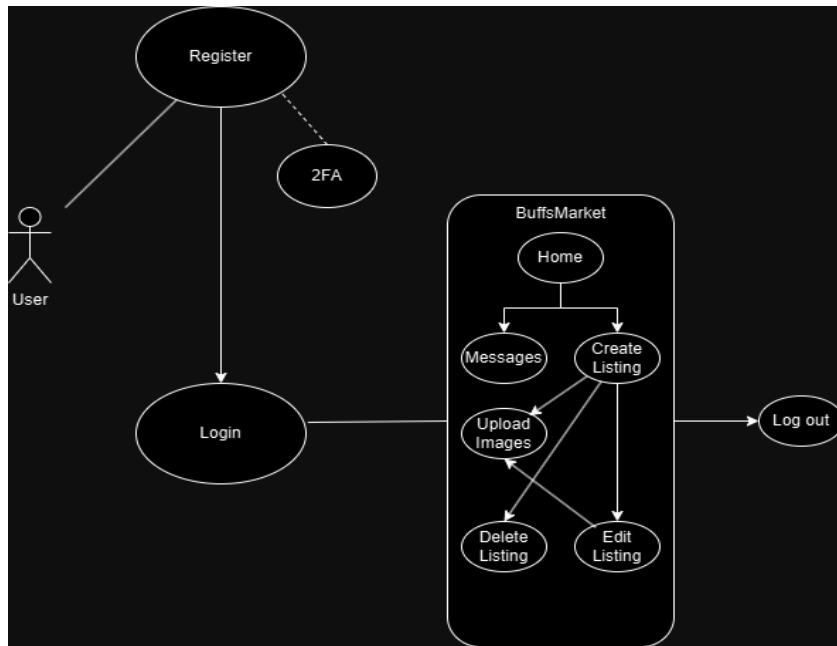 Register
2FA
User
Login
BuffsMarket
Home
Messages
Create
Listing
Upload
Images
Delete
Listing
Edit
Listing
Log out